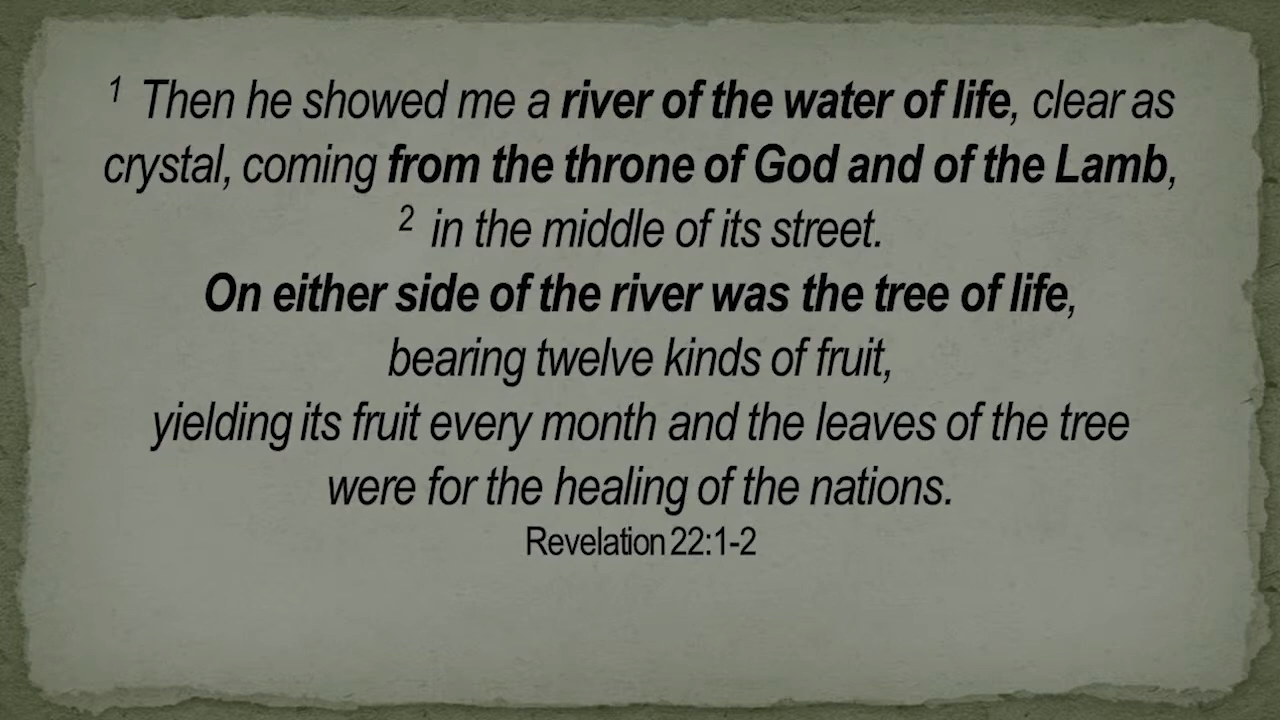 1 Then he showed me a river of the water of life, clear as
crystal, coming from the throne of God and of the Lamb,
2 in the middle of its street.
On either side of the river was the tree of life,
bearing twelve kinds of fruit,
yielding its fruit every month and the leaves of the tree
were for the healing of the nations.
Revelation 22:1-2